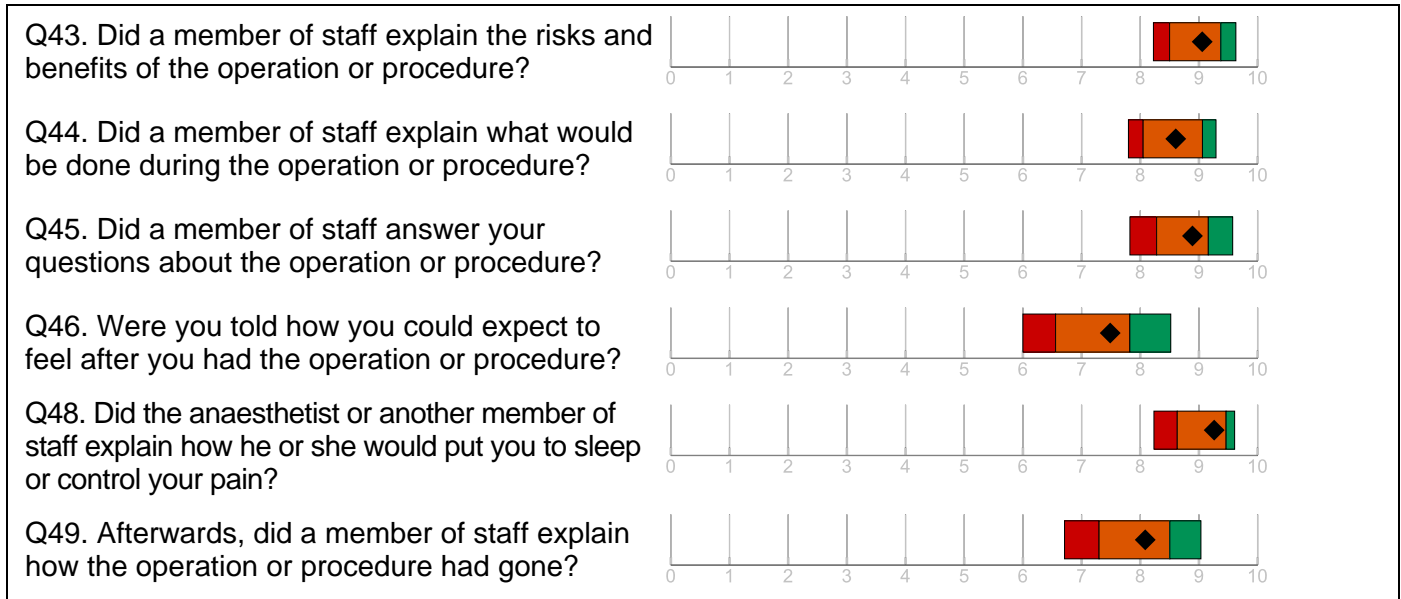 Q43. Did a member of staff explain the risks and
benefits of the operation or procedure?
0 1 2 3 4 5 6 7 8 9 10
Q44. Did a member of staff explain what would
be done during the operation or procedure?
0 1 2 3 4 5 6 7 8 9 10
Q45. Did a member of staff answer your
questions about the operation or procedure?
0 1 2 3 4 5 6 7 8 9 10
Q46. Were you told how you could expect to
feel after you had the operation or procedure?
0 1 2 3 4 5 6 7 8 9 10
Q48. Did the anaesthetist or another member of
staff explain how he or she would put you to sleep
or control your pain?
0 1 2 3 4 5 6 7 8 9 10
Q49. Afterwards, did a member of staff explain
how the operation or procedure had gone?
0 1 2 3 4 5 6 7 8 9 10